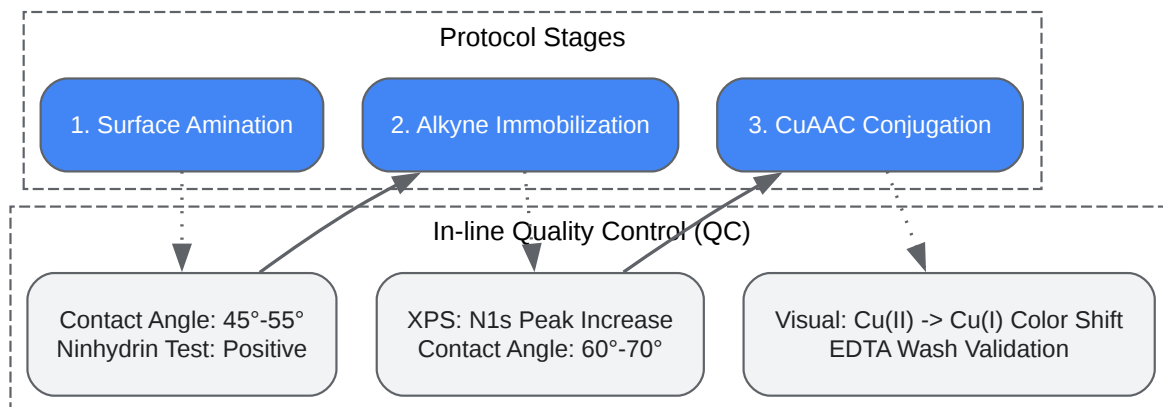 Protocol Stages
1. Surface Amination
2. Alkyne Immobilization
3. CuAAC Conjugation
In-line Quality Control (QC)
Contact Angle: 45°-55°
Ninhydrin Test: Positive
XPS: N1s Peak Increase
Contact Angle: 60°-70°
Visual: Cu(II) -> Cu(I) Color Shift
EDTA Wash Validation